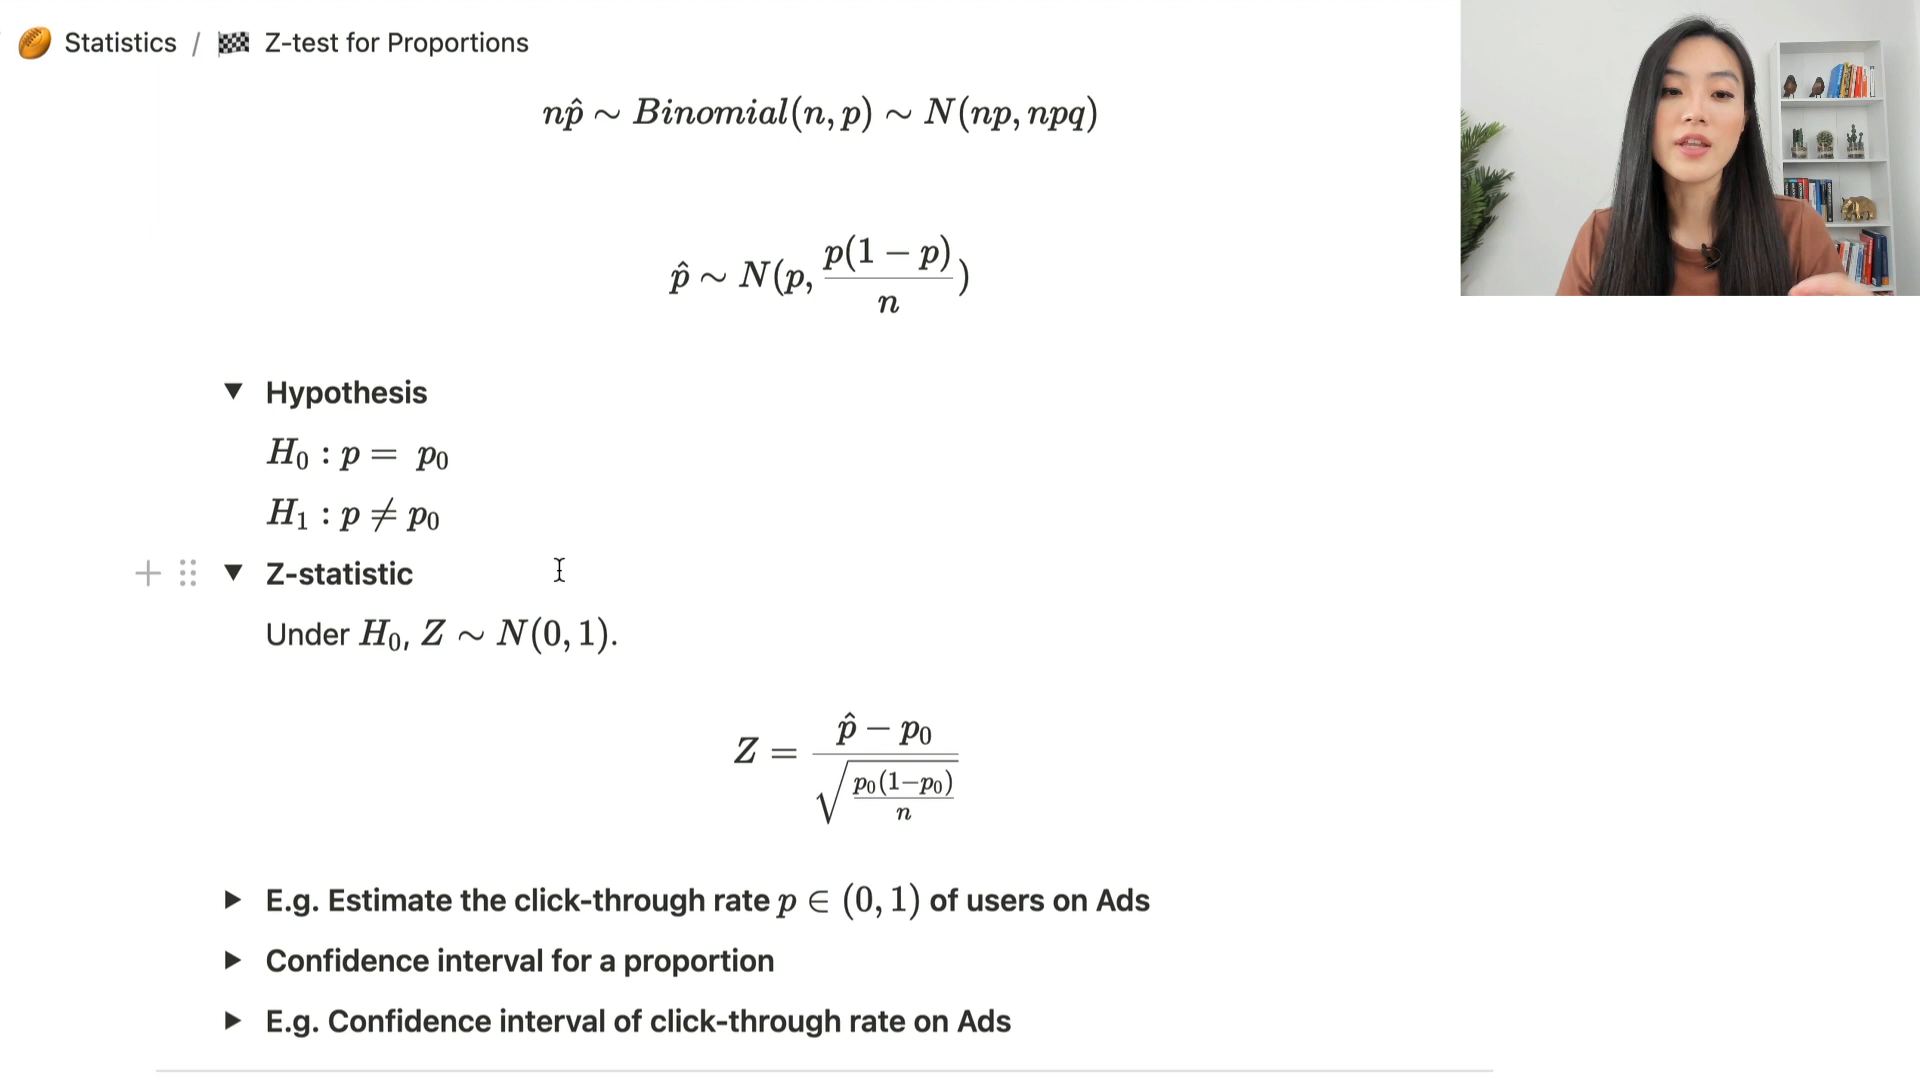 Statistics / Z-test for Proportions
np̂ ∼ Binomial(n, p) ∼ N(np, npq)
p̂ ∼ N(p, p(1 − p)/n)
Hypothesis
H₀ : p = p₀
H₁ : p ≠ p₀
Z-statistic
Under H₀, Z ∼ N(0, 1).
Z = (p̂ − p₀)/√(p₀(1−p₀)/n)
E.g. Estimate the click-through rate p ∈ (0, 1) of users on Ads
Confidence interval for a proportion
E.g. Confidence interval of click-through rate on Ads